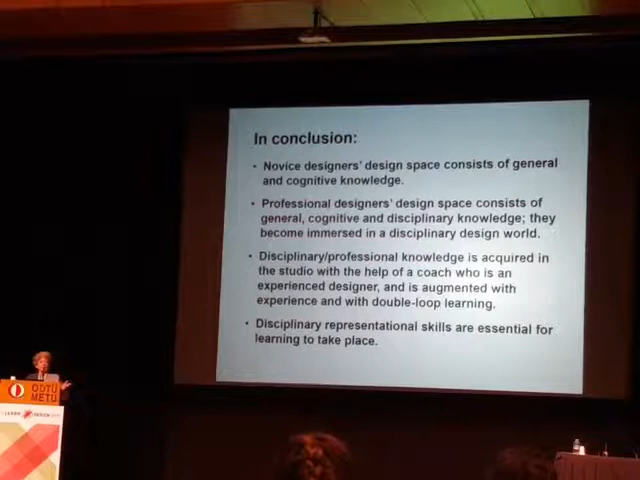 In conclusion:
• Novice designers' design space consists of general
and cognitive knowledge.
• Professional designers' design space consists of
general, cognitive and disciplinary knowledge; they
become immersed in a disciplinary design world.
• Disciplinary/professional knowledge is acquired in
the studio with the help of a coach who is an
experienced designer, and is augmented with
experience and with double-loop learning.
• Disciplinary representational skills are essential for
learning to take place.
ODTÜ
METU